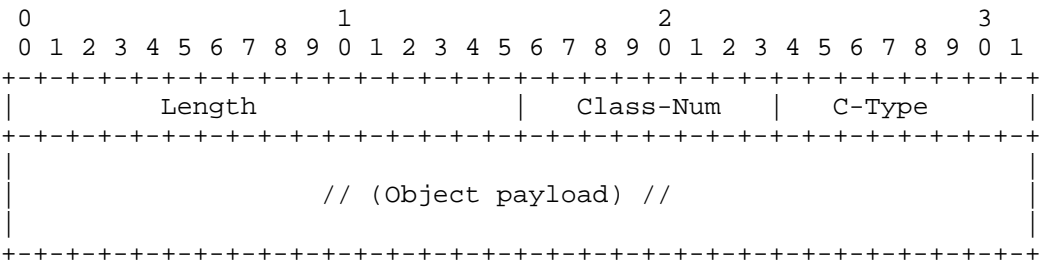 0                   1                   2                   3
 0 1 2 3 4 5 6 7 8 9 0 1 2 3 4 5 6 7 8 9 0 1 2 3 4 5 6 7 8 9 0 1
+-+-+-+-+-+-+-+-+-+-+-+-+-+-+-+-+-+-+-+-+-+-+-+-+-+-+-+-+-+-+-+-+
|         Length                |   Class-Num   |   C-Type      |
+-+-+-+-+-+-+-+-+-+-+-+-+-+-+-+-+-+-+-+-+-+-+-+-+-+-+-+-+-+-+-+-+
|                                                               |
|                   // (Object payload) //                      |
|                                                               |
+-+-+-+-+-+-+-+-+-+-+-+-+-+-+-+-+-+-+-+-+-+-+-+-+-+-+-+-+-+-+-+-+